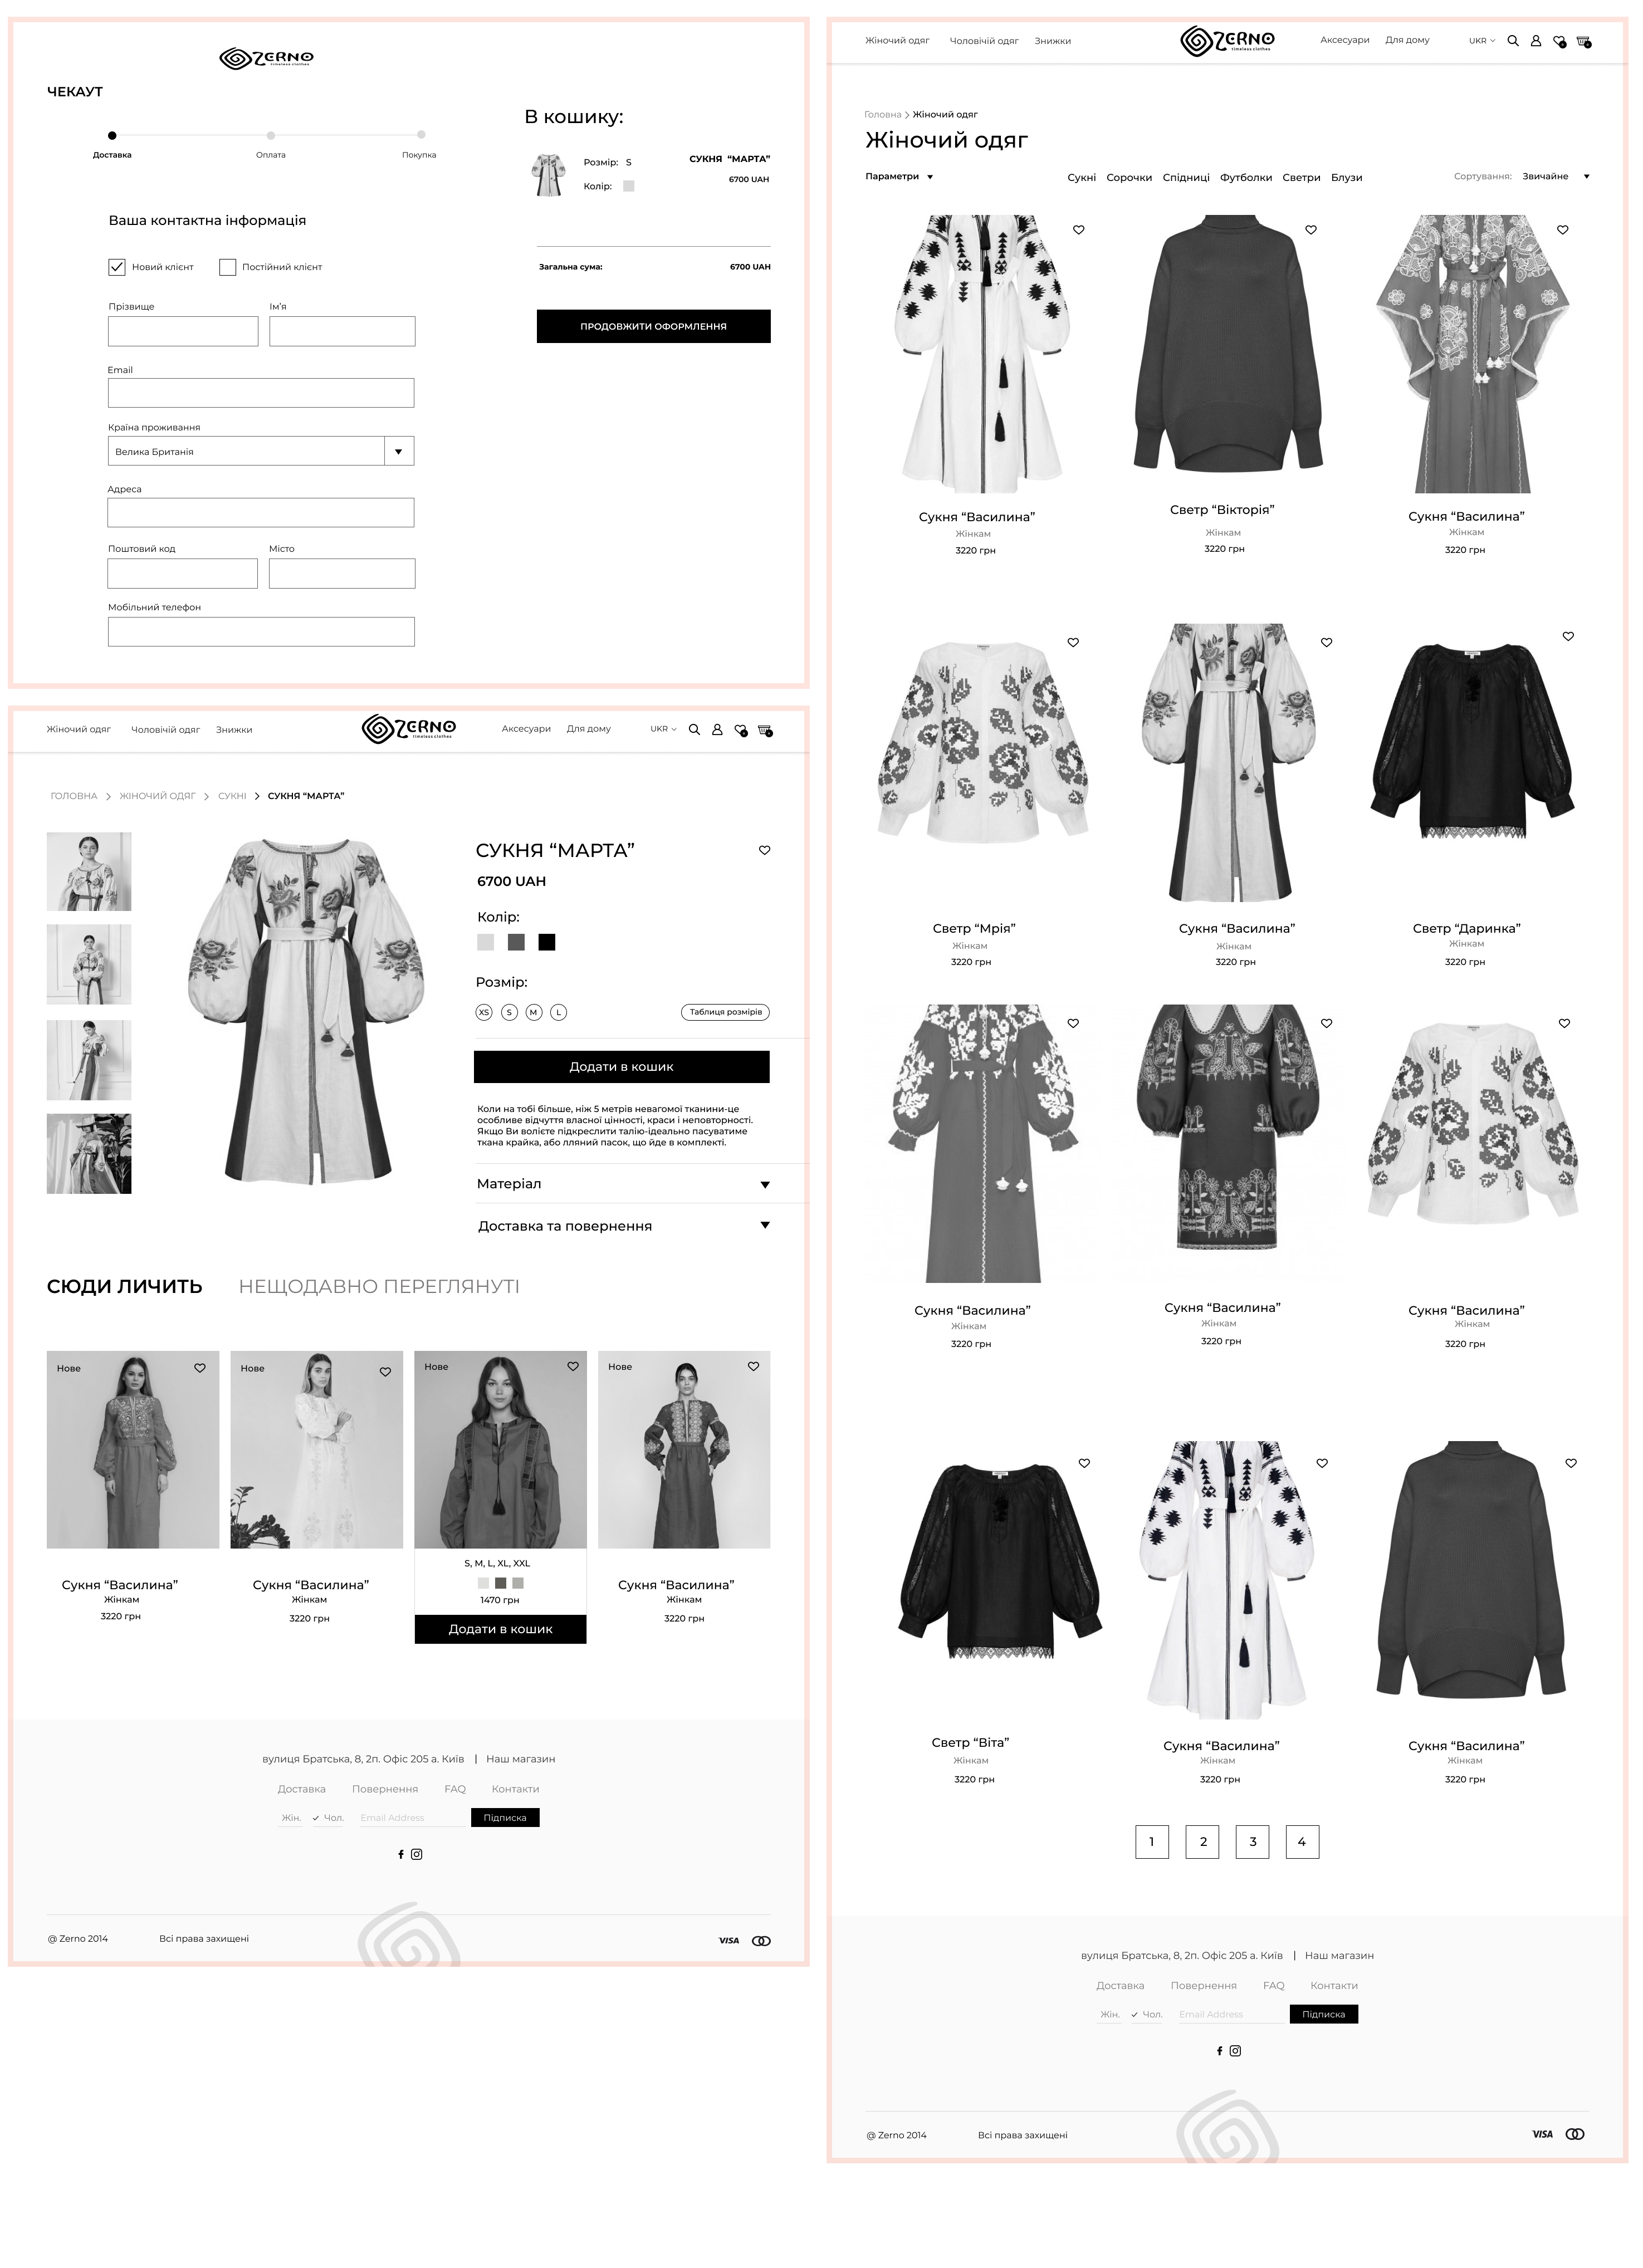 ZERNO
timeless clothes
ЧЕКАУТ
Доставка
Оплата
Покупка
Ваша контактна інформація
Новий клієнт
Постійний клієнт
Прізвище
Ім’я
Email
Країна проживання
Велика Британія
Адреса
Поштовий код
Місто
Мобільний телефон
В кошику:
Розмір: S
Колір:
СУКНЯ “МАРТА”
6700 UAH
Загальна сума:
6700 UAH
ПРОДОВЖИТИ ОФОРМЛЕННЯ
Жіночий одяг
Чоловічій одяг
Знижки
ZERNO
timeless clothes
Аксесуари
Для дому
UKR
ГОЛОВНА
ЖІНОЧИЙ ОДЯГ
СУКНІ
СУКНЯ “МАРТА”
СУКНЯ “МАРТА”
6700 UAH
Колір:
Розмір:
XS
S
M
L
Таблиця розмірів
Додати в кошик
Коли на тобі більше, ніж 5 метрів невагомої тканини-це
особливе відчуття власної цінності, краси і неповторності.
Якщо Ви волієте підкреслити талію-ідеально пасуватиме
ткана крайка, або лляний пасок, що йде в комплекті.
Матеріал
Доставка та повернення
СЮДИ ЛИЧИТЬ
НЕЩОДАВНО ПЕРЕГЛЯНУТІ
Нове
Сукня “Василина”
Жінкам
3220 грн
Нове
Сукня “Василина”
Жінкам
3220 грн
Нове
S, M, L, XL, XXL
1470 грн
Додати в кошик
Нове
Сукня “Василина”
Жінкам
3220 грн
вулиця Братська, 8, 2п. Офіс 205 а. Київ | Наш магазин
Доставка
Повернення
FAQ
Контакти
Жін.
Чол.
Email Address
Підписка
@ Zerno 2014
Всі права захищені
VISA
Жіночий одяг
Чоловічій одяг
Знижки
ZERNO
timeless clothes
Аксесуари
Для дому
UKR
Головна
Жіночий одяг
Жіночий одяг
Параметри
Сукні
Сорочки
Спідниці
Футболки
Светри
Блузи
Сортування:
Звичайне
Сукня “Василина”
Жінкам
3220 грн
Светр “Вікторія”
Жінкам
3220 грн
Сукня “Василина”
Жінкам
3220 грн
Светр “Мрія”
Жінкам
3220 грн
Сукня “Василина”
Жінкам
3220 грн
Светр “Даринка”
Жінкам
3220 грн
Сукня “Василина”
Жінкам
3220 грн
Сукня “Василина”
Жінкам
3220 грн
Сукня “Василина”
Жінкам
3220 грн
Светр “Віта”
Жінкам
3220 грн
Сукня “Василина”
Жінкам
3220 грн
Сукня “Василина”
Жінкам
3220 грн
1
2
3
4
вулиця Братська, 8, 2п. Офіс 205 а. Київ | Наш магазин
Доставка
Повернення
FAQ
Контакти
Жін.
Чол.
Email Address
Підписка
@ Zerno 2014
Всі права захищені
VISA